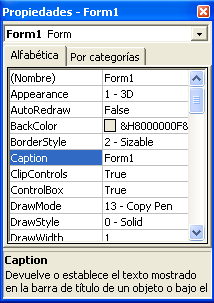 Propiedades - Form1
Form1 Form
Alfabética Por categorías
(Nombre) Form1
Appearance 1 - 3D
AutoRedraw False
BackColor &H8000000F&
BorderStyle 2 - Sizable
Caption Form1
ClipControls True
ControlBox True
DrawMode 13 - Copy Pen
DrawStyle 0 - Solid
DrawWidth 1
Caption
Devuelve o establece el texto mostrado
en la barra de título de un objeto o bajo el